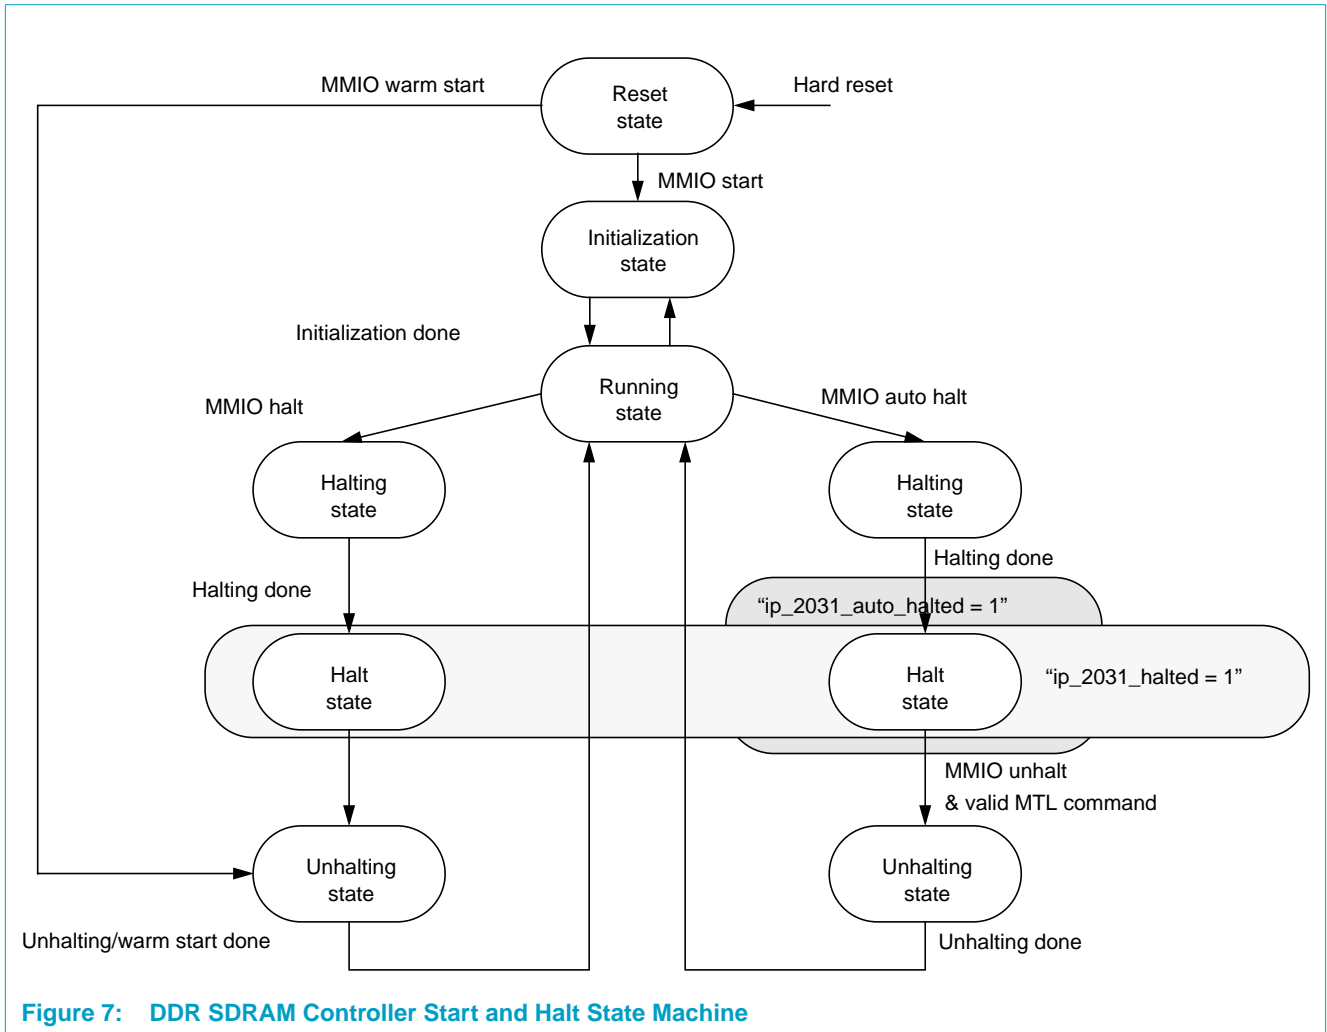 MMIO warm start
Hard reset
Reset
state
MMIO start
Initialization
state
Initialization done
Running
state
MMIO halt
MMIO auto halt
Halting
state
Halting
state
Halting done
Halting done
“ip_2031_auto_halted = 1”
Halt
state
Halt
state
“ip_2031_halted = 1”
MMIO unhalt
& valid MTL command
Unhalting
state
Unhalting
state
Unhalting/warm start done
Unhalting done
Figure 7: DDR SDRAM Controller Start and Halt State Machine